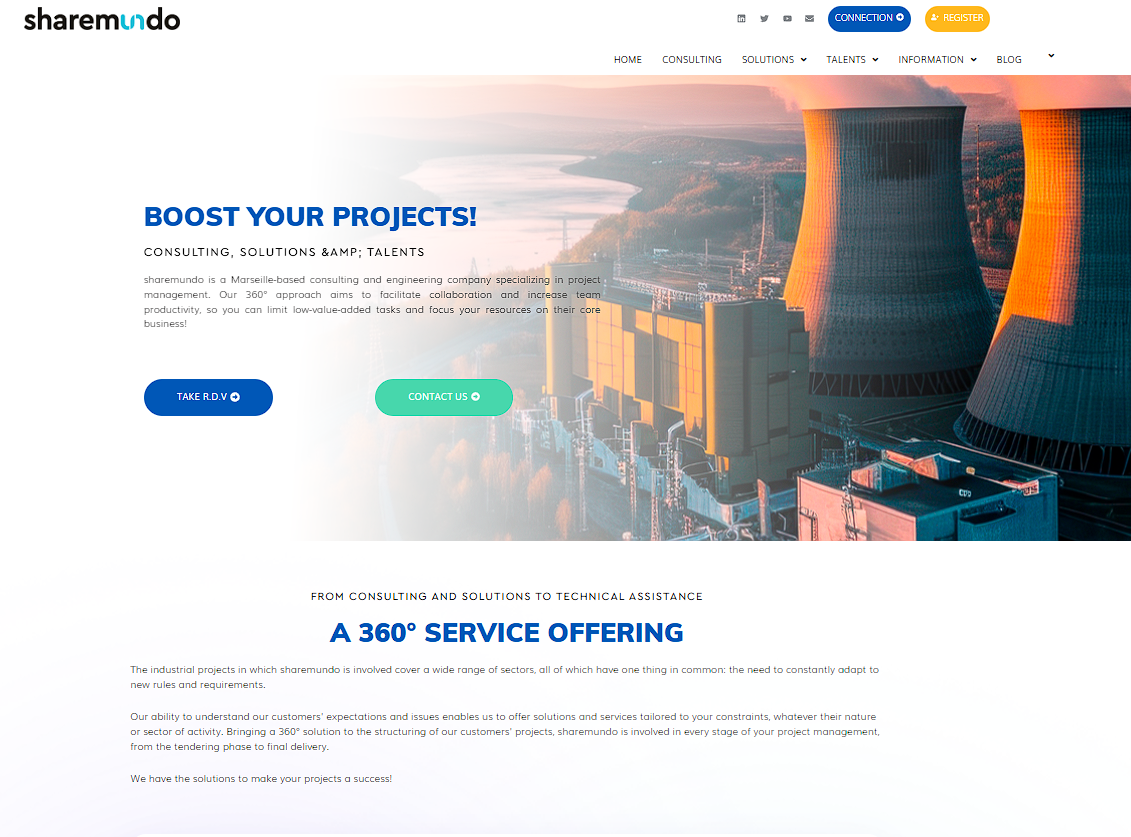 sharemundo
CONNECTION
REGISTER
HOME
CONSULTING
SOLUTIONS
TALENTS
INFORMATION
BLOG
BOOST YOUR PROJECTS!
CONSULTING, SOLUTIONS &AMP; TALENTS
sharemundo is a Marseille-based consulting and engineering company specializing in project
management. Our 360° approach aims to facilitate collaboration and increase team
productivity, so you can limit low-value-added tasks and focus your resources on their core
business!
TAKE R.D.V
CONTACT US
FROM CONSULTING AND SOLUTIONS TO TECHNICAL ASSISTANCE
A 360° SERVICE OFFERING
The industrial projects in which sharemundo is involved cover a wide range of sectors, all of which have one thing in common: the need to constantly adapt to
new rules and requirements.
Our ability to understand our customers' expectations and issues enables us to offer solutions and services tailored to your constraints, whatever their nature
or sector of activity. Bringing a 360° solution to the structuring of our customers' projects, sharemundo is involved in every stage of your project management,
from the tendering phase to final delivery.
We have the solutions to make your projects a success!